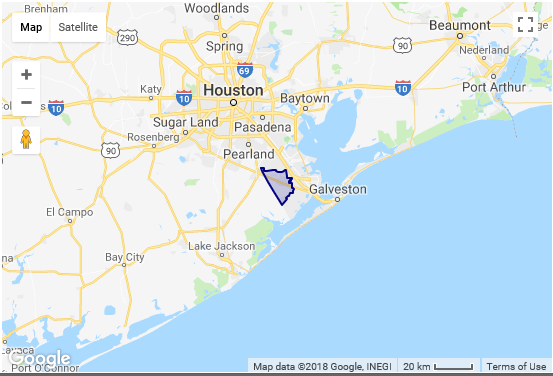 Brenham
Woodlands
Map
Satellite
290
Spring
Beaumont
90
Nederland
69
10
Port Arthur
Katy
10
Houston
10
Baytown
Sugar Land
Pasadena
Rosenberg
90
Pearland
Galveston
El Campo
Lake Jackson
Bay City
Google
Port O'Connor
Map data ©2018 Google, INEGI
20 km
Terms of Use